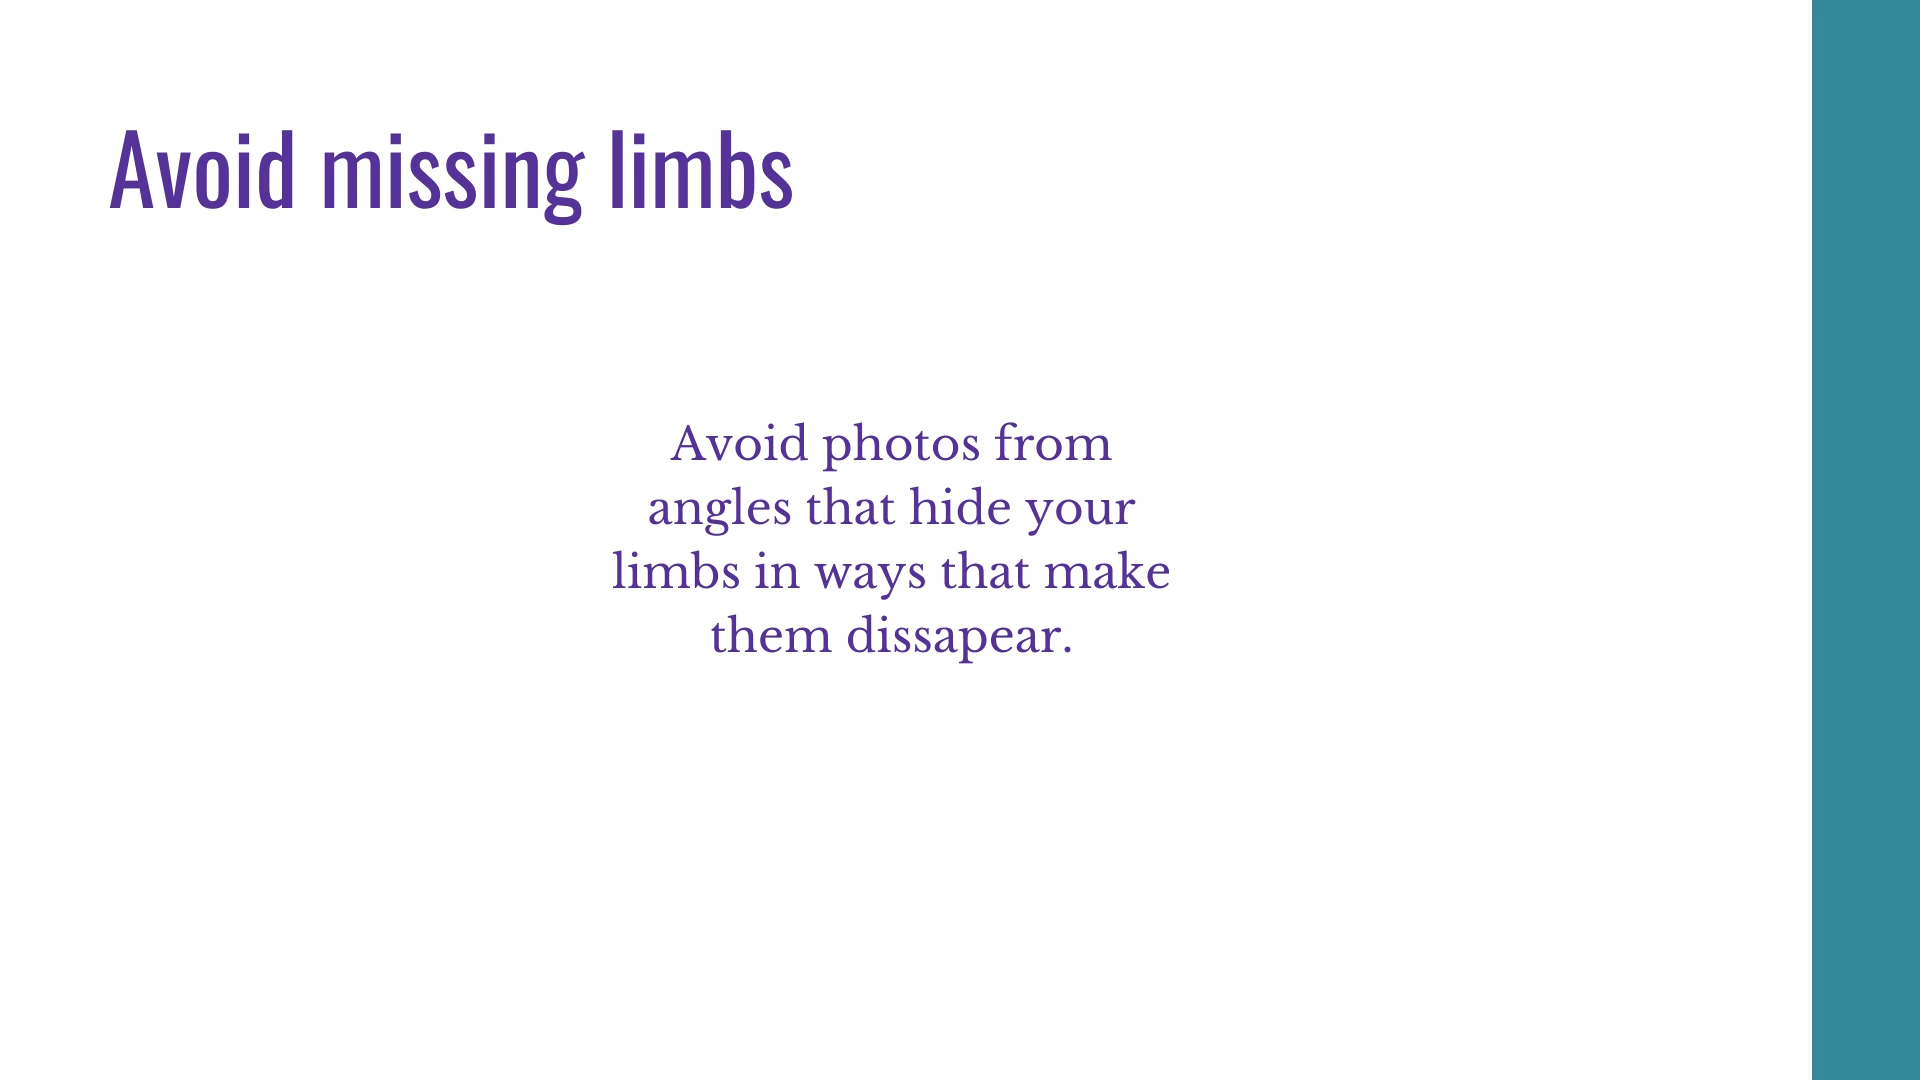 Avoid missing limbs
Avoid photos from
angles that hide your
limbs in ways that make
them dissapear.